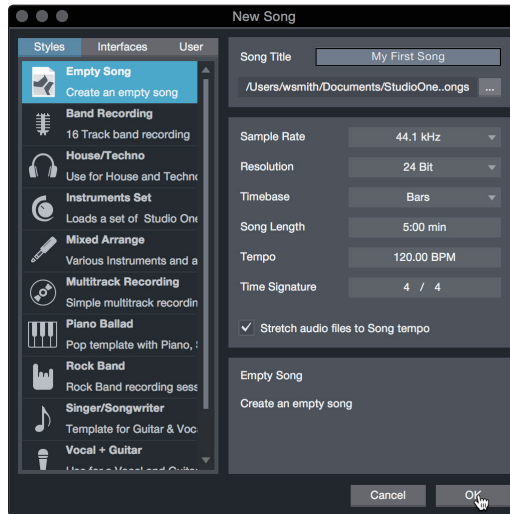 New Song
Styles Interfaces User
Empty Song
Create an empty song
Band Recording
16 Track band recording
House/Techno
Use for House and Techno
Instruments Set
Loads a set of Studio One
Mixed Arrange
Various Instruments and a
Multitrack Recording
Simple multitrack recordin
Piano Ballad
Pop template with Piano,
Rock Band
Rock Band recording sess
Singer/Songwriter
Template for Guitar & Voc
Vocal + Guitar
Use for a Vocal and Guitar
Song Title My First Song
/Users/wsmith/Documents/StudioOne..ongs ...
Sample Rate 44.1 kHz
Resolution 24 Bit
Timebase Bars
Song Length 5:00 min
Tempo 120.00 BPM
Time Signature 4 / 4
Stretch audio files to Song tempo
Empty Song
Create an empty song
Cancel OK